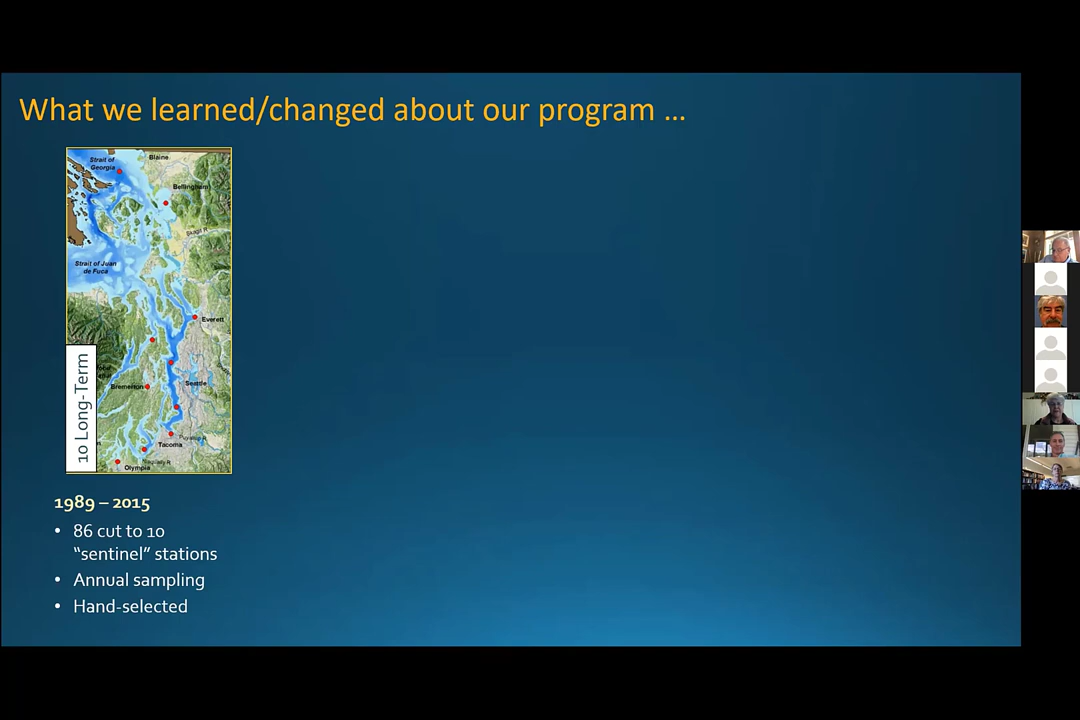 What we learned/changed about our program ...
Strait of
Georgia
Blaine
Bellingham
Skagit R
Strait of Juan
de Fuca
Everett
Seattle
Bremerton
Tacoma
Olympia
10 Long-Term
1989 – 2015
• 86 cut to 10
“sentinel” stations
• Annual sampling
• Hand-selected